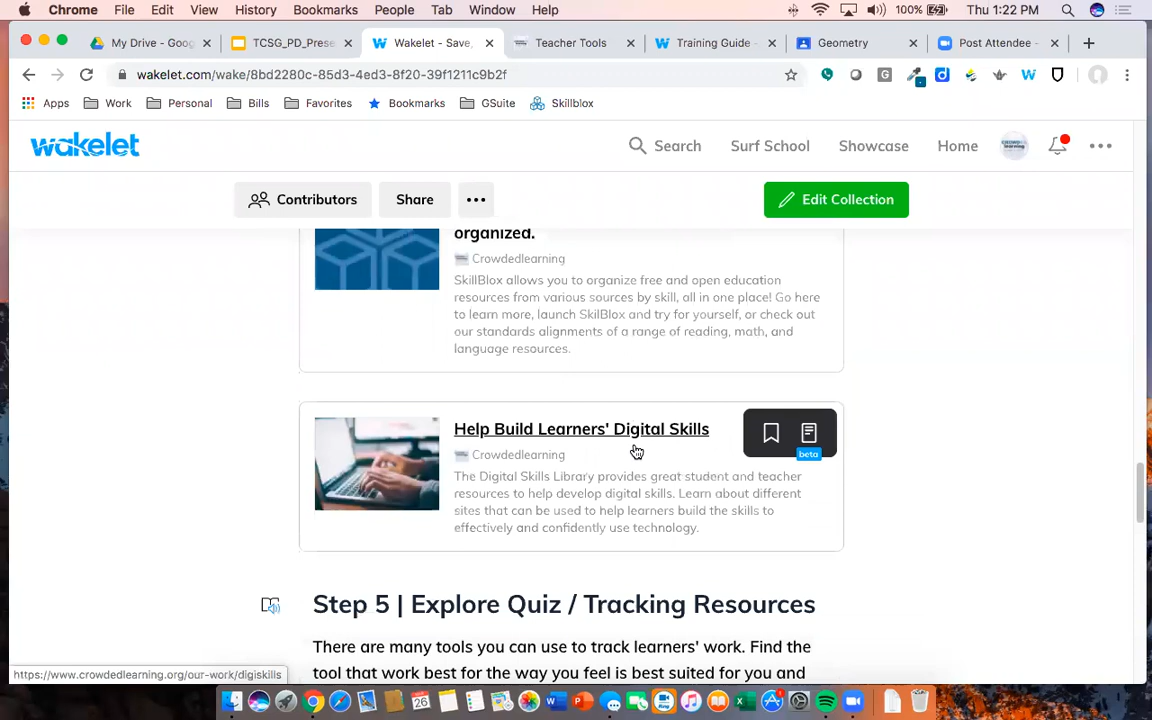 Chrome File Edit View History Bookmarks People Tab Window Help 100% Thu 1:22 PM
My Drive - Goog TCSG_PD_Prese Wakelet - Save, Teacher Tools Training Guide - Geometry Post Attendee -
wakelet.com/wake/8bd2280c-85d3-4ed3-8f20-39f1211c9b2f
Apps Work Personal Bills Favorites Bookmarks GSuite Skillblox
wakelet Search Surf School Showcase Home
Contributors Share Edit Collection
organized.
Crowdedlearning
SkillBlox allows you to organize free and open education
resources from various sources by skill, all in one place! Go here
to learn more, launch SkilBlox and try for yourself, or check out
our standards alignments of a range of reading, math, and
language resources.
Help Build Learners' Digital Skills
beta
Crowdedlearning
The Digital Skills Library provides great student and teacher
resources to help develop digital skills. Learn about different
sites that can be used to help learners build the skills to
effectively and confidently use technology.
Step 5 | Explore Quiz / Tracking Resources
There are many tools you can use to track learners' work. Find the
tool that work best for the way you feel is best suited for you and
https://www.crowdedlearning.org/our-work/digiskills